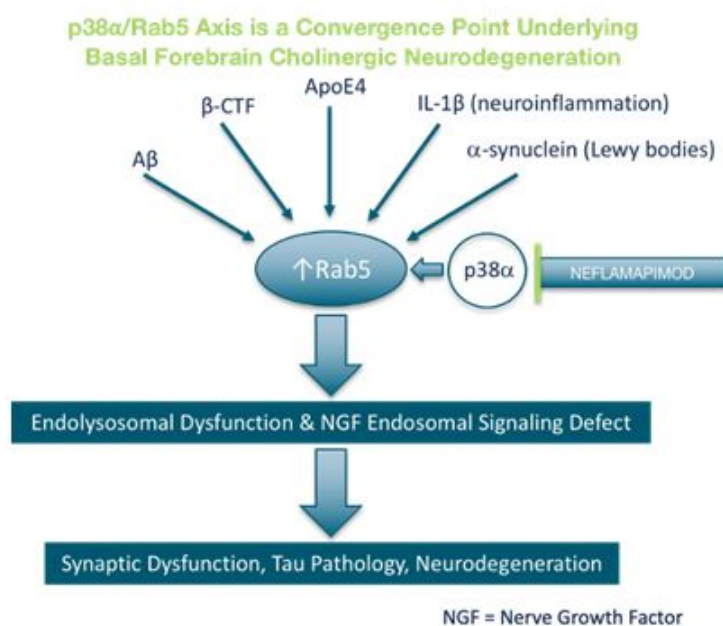 p38α/Rab5 Axis is a Convergence Point Underlying
Basal Forebrain Cholinergic Neurodegeneration
ApoE4
β-CTF
IL-1β (neuroinflammation)
Aβ
α-synuclein (Lewy bodies)
↑Rab5
p38α
NEFLAMAPIMOD
Endolysosomal Dysfunction & NGF Endosomal Signaling Defect
Synaptic Dysfunction, Tau Pathology, Neurodegeneration
NGF = Nerve Growth Factor